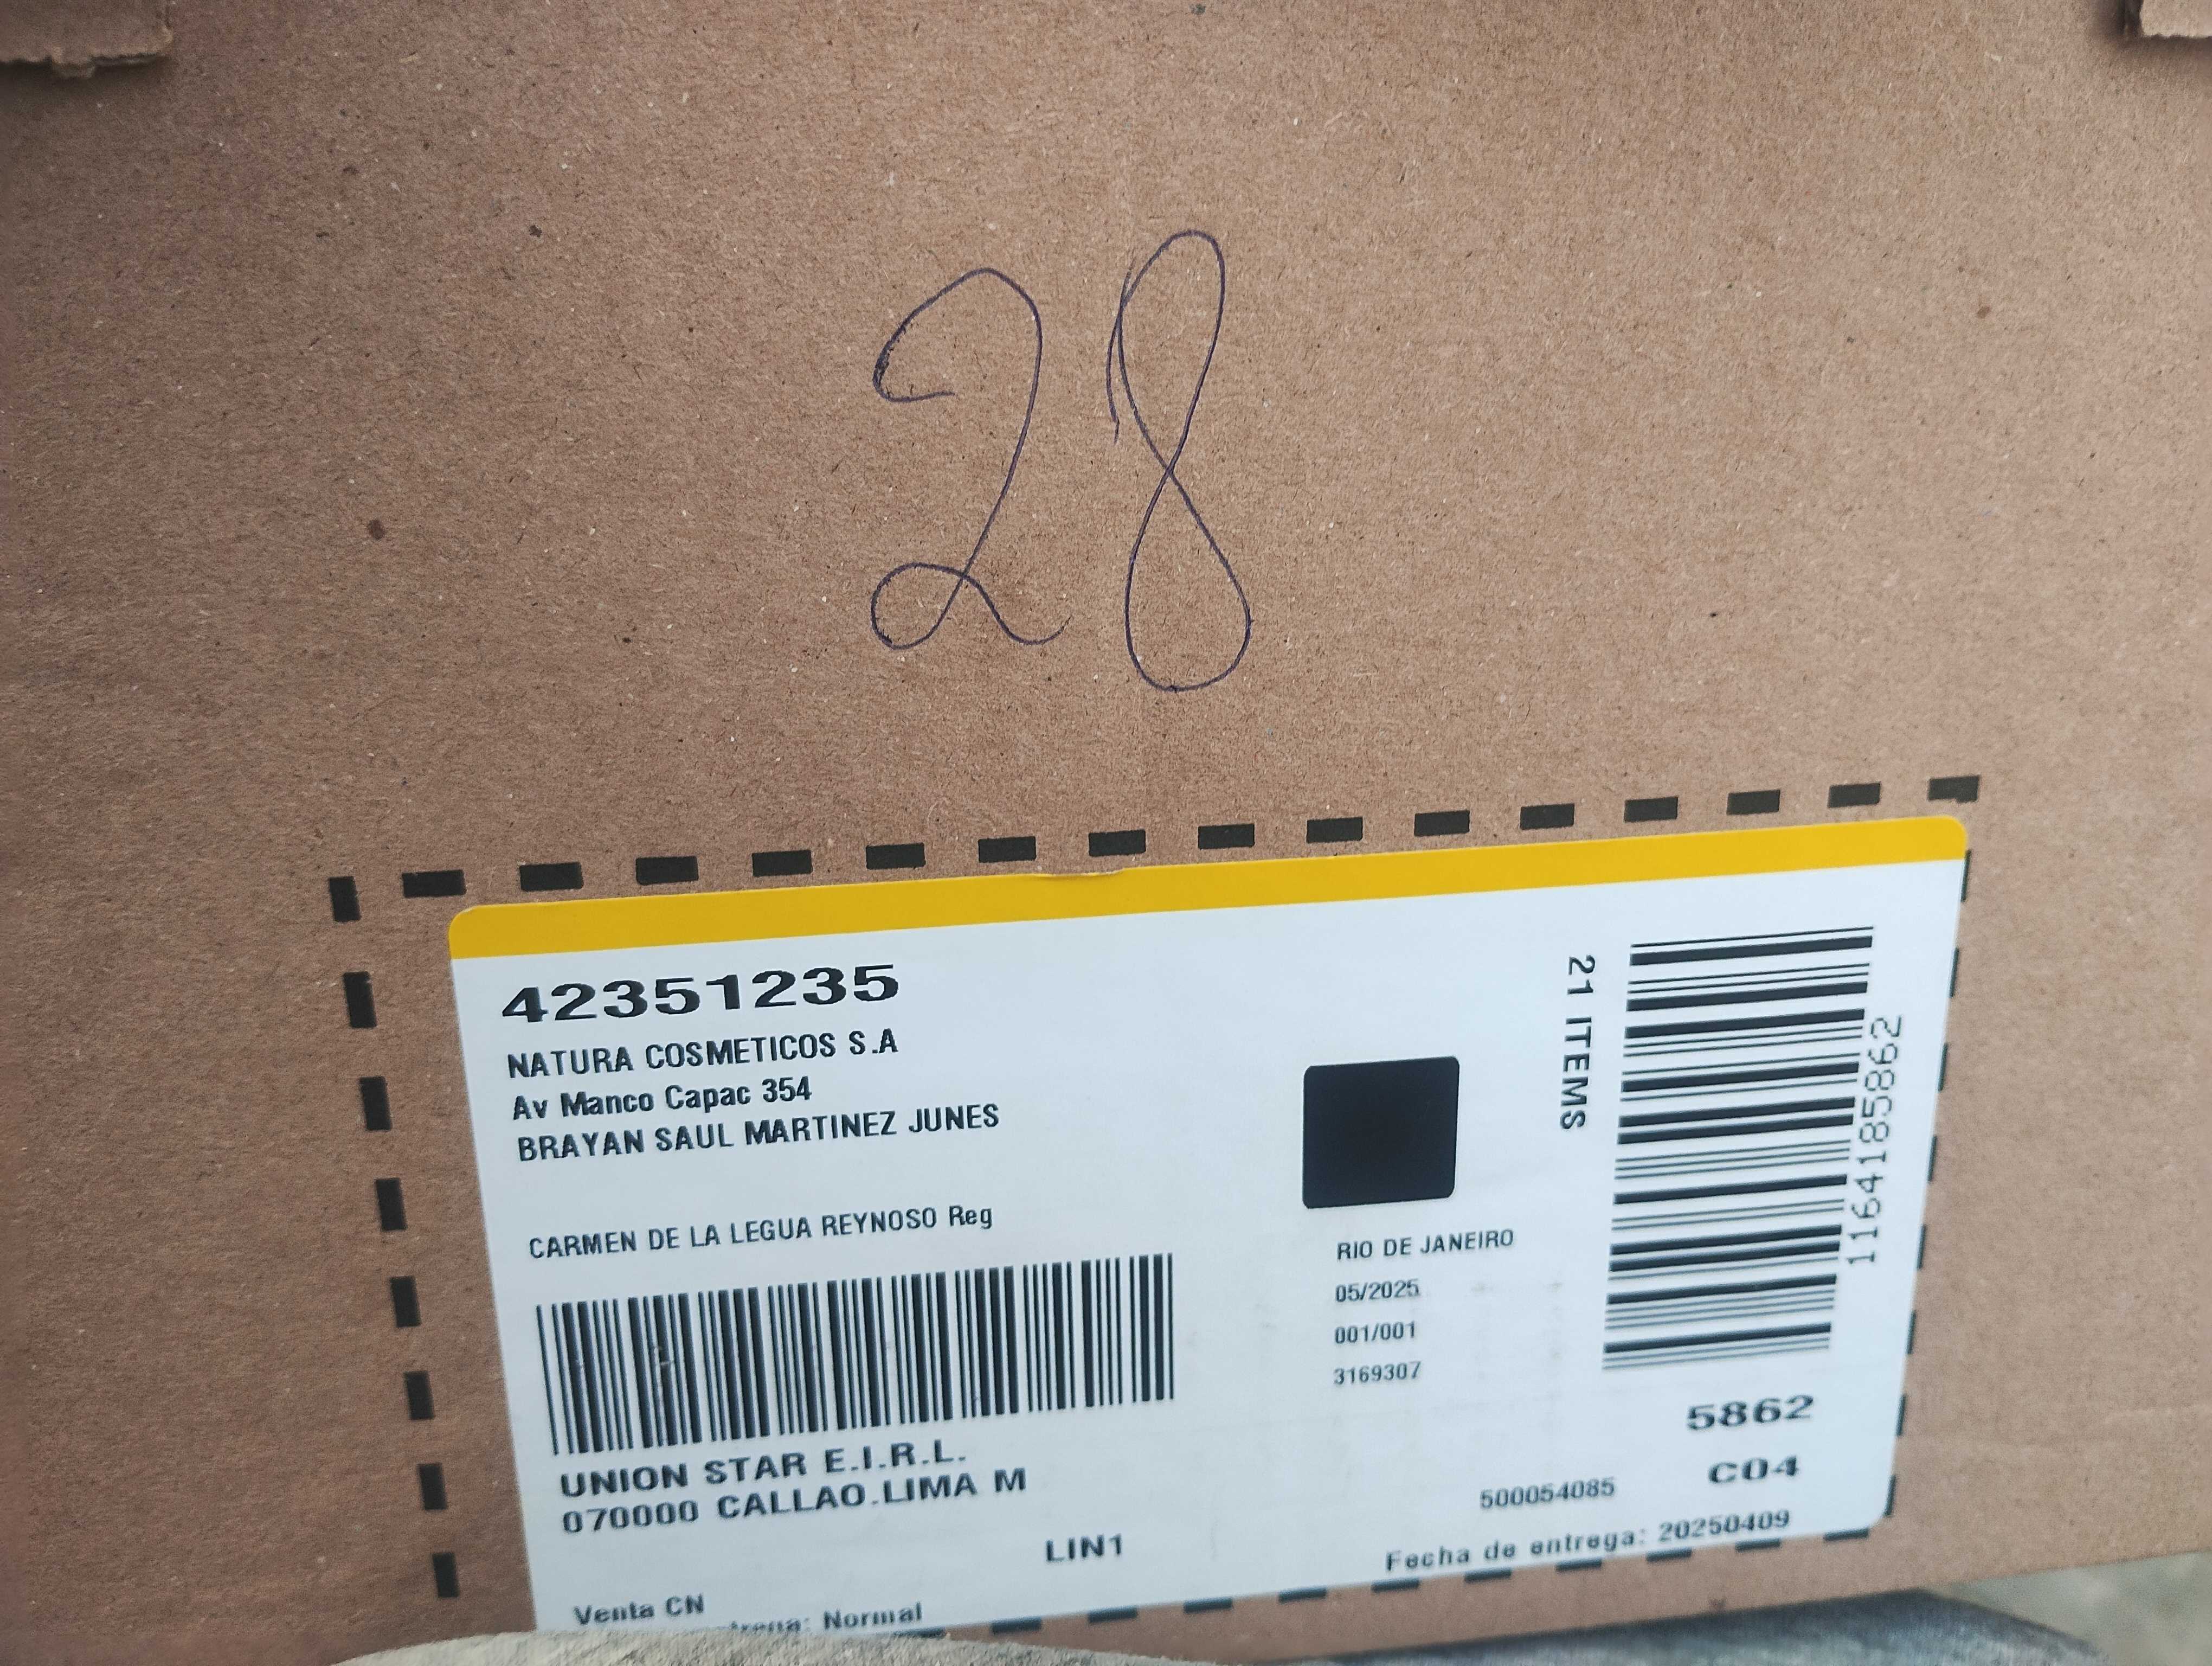 28
42351235
NATURA COSMETICOS S.A
Av Manco Capac 354
BRAYAN SAUL MARTINEZ JUNES
CARMEN DE LA LEGUA REYNOSO Reg
UNION STAR E.I.R.L.
070000 CALLAO.LIMA M
LIN1
Venta CN
Normal
RIO DE JANEIRO
05/2025
001/001
3169307
21 ITEMS
1164185862
5862
C04
500054085
Fecha de entrega: 20250409